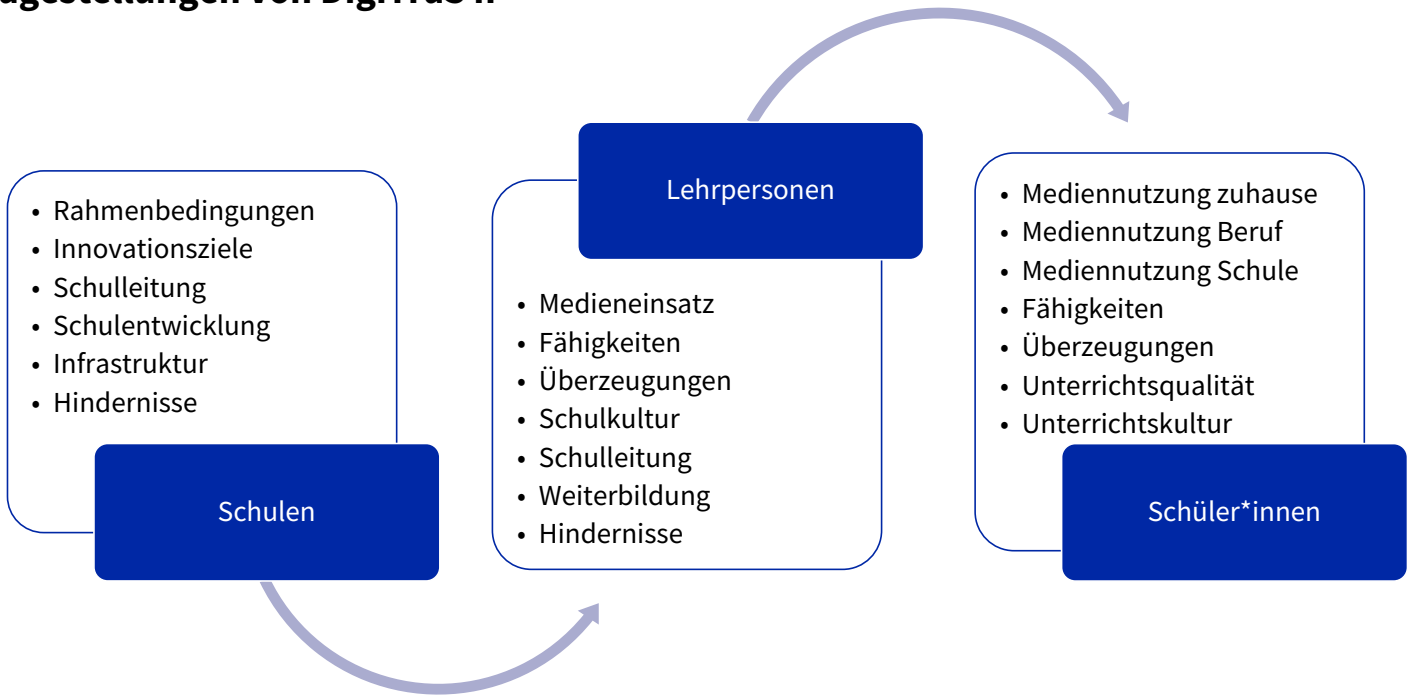 • Rahmenbedingungen
• Innovationsziele
• Schulleitung
• Schulentwicklung
• Infrastruktur
• Hindernisse
Schulen
Lehrpersonen
• Medieneinsatz
• Fähigkeiten
• Überzeugungen
• Schulkultur
• Schulleitung
• Weiterbildung
• Hindernisse
• Mediennutzung zuhause
• Mediennutzung Beruf
• Mediennutzung Schule
• Fähigkeiten
• Überzeugungen
• Unterrichtsqualität
• Unterrichtskultur
Schüler*innen